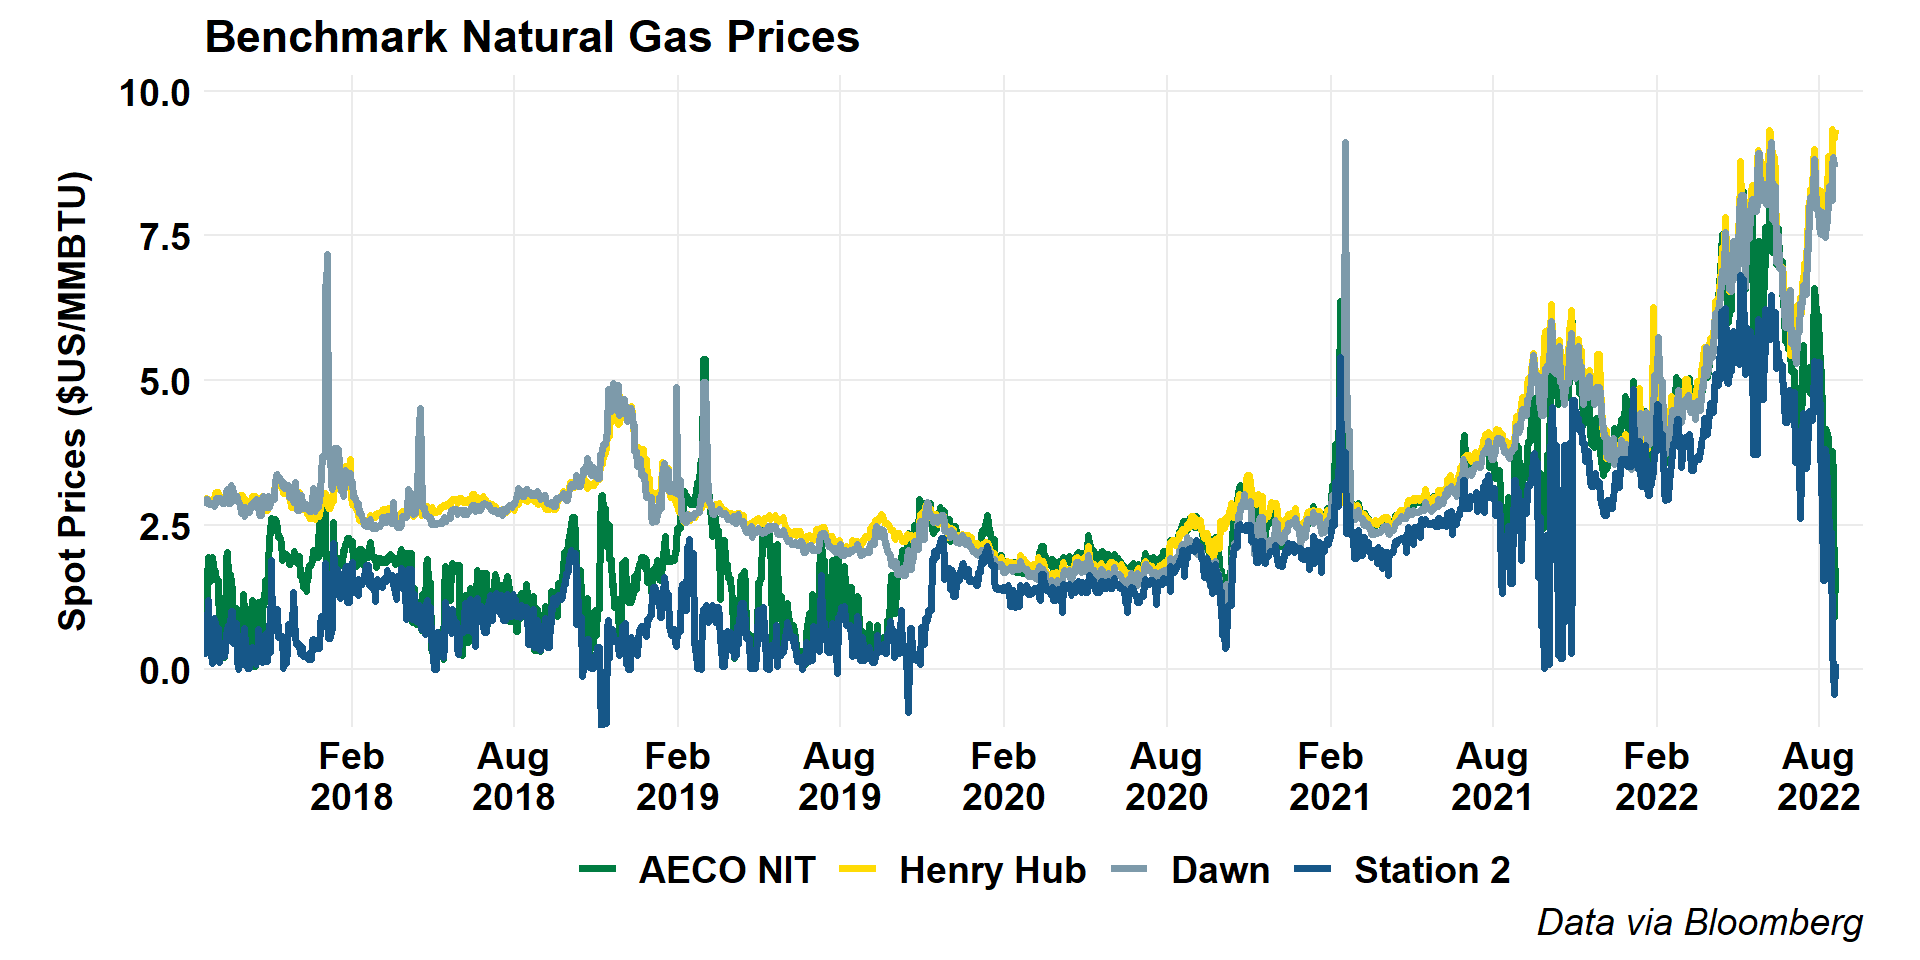 Benchmark Natural Gas Prices
Spot Prices ($US/MMBTU)
10.0
7.5
5.0
2.5
0.0
Feb 2018
Aug 2018
Feb 2019
Aug 2019
Feb 2020
Aug 2020
Feb 2021
Aug 2021
Feb 2022
Aug 2022
AECO NIT Henry Hub Dawn Station 2
Data via Bloomberg